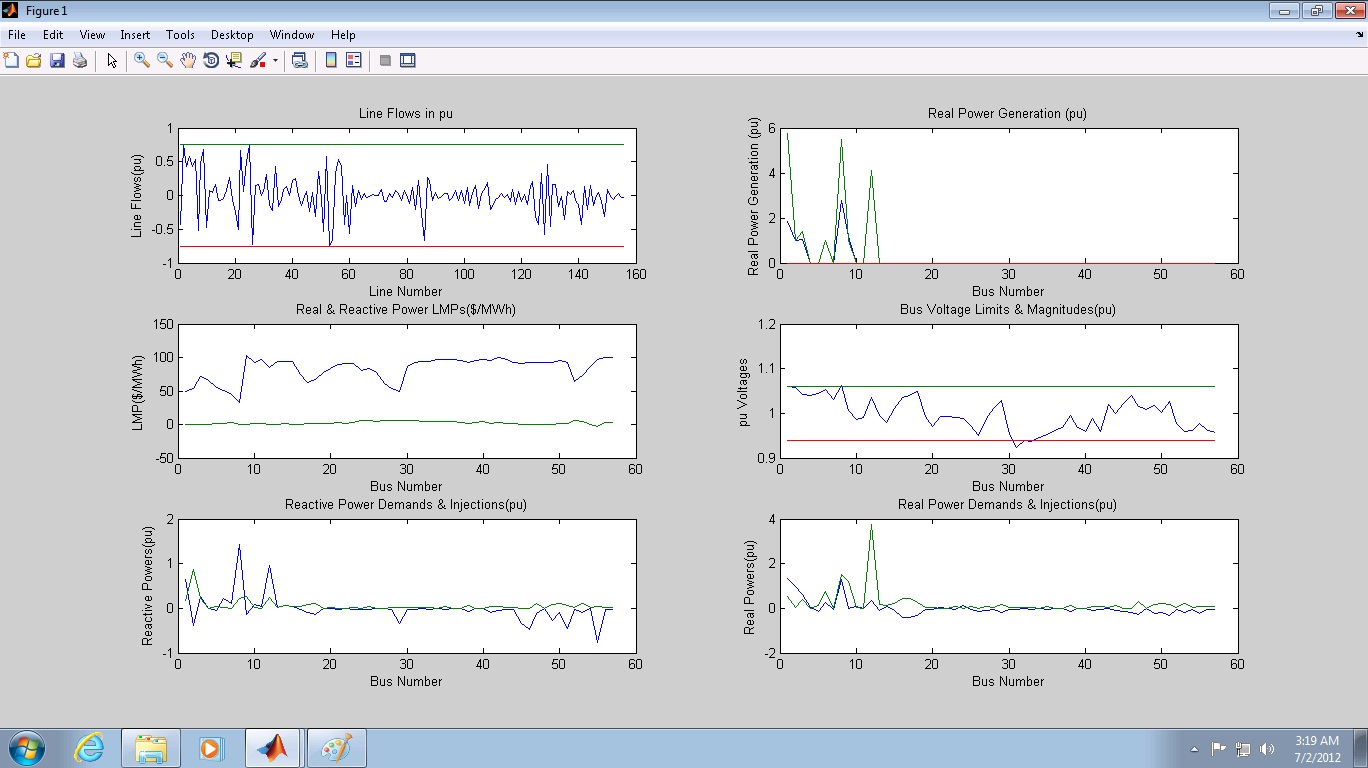 Figure 1
File Edit View Insert Tools Desktop Window Help
Line Flows in pu
Line Flows(pu)
1
0.5
0
-0.5
-1
0 20 40 60 80 100 120 140 160
Line Number
Real Power Generation (pu)
Real Power Generation (pu)
6
4
2
0
0 10 20 30 40 50 60
Bus Number
Real & Reactive Power LMPs($/MWh)
LMP($/MWh)
150
100
50
0
-50
0 10 20 30 40 50 60
Bus Number
Bus Voltage Limits & Magnitudes(pu)
pu Voltages
1.2
1.1
1
0.9
0 10 20 30 40 50 60
Bus Number
Reactive Power Demands & Injections(pu)
Reactive Powers(pu)
2
1
0
-1
0 10 20 30 40 50 60
Bus Number
Real Power Demands & Injections(pu)
Real Powers(pu)
4
2
0
-2
0 10 20 30 40 50 60
Bus Number
3:19 AM
7/2/2012